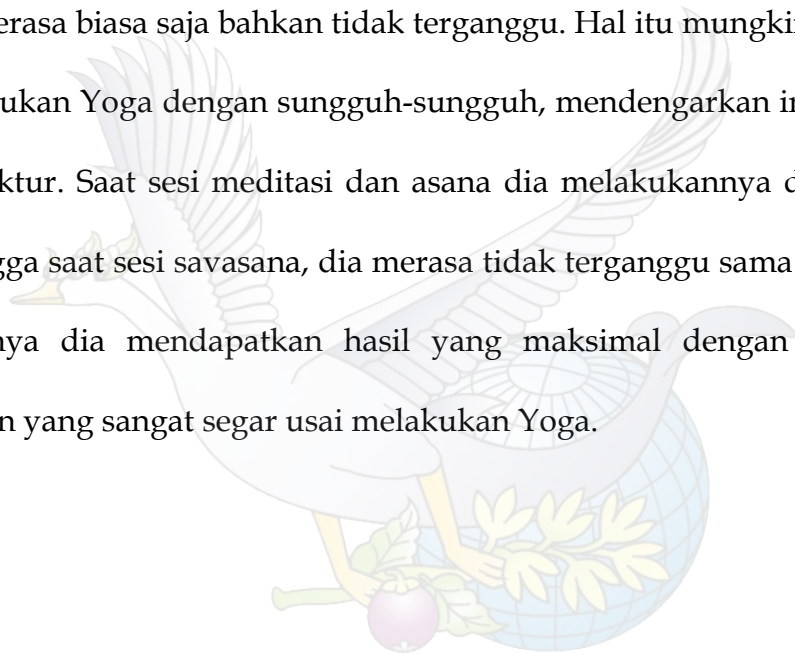 erasa biasa saja bahkan tidak terganggu. Hal itu mungki
ukan Yoga dengan sungguh-sungguh, mendengarkan i
ktur. Saat sesi meditasi dan asana dia melakukannya d
gga saat sesi savasana, dia merasa tidak terganggu sama
nya dia mendapatkan hasil yang maksimal dengan
n yang sangat segar usai melakukan Yoga.